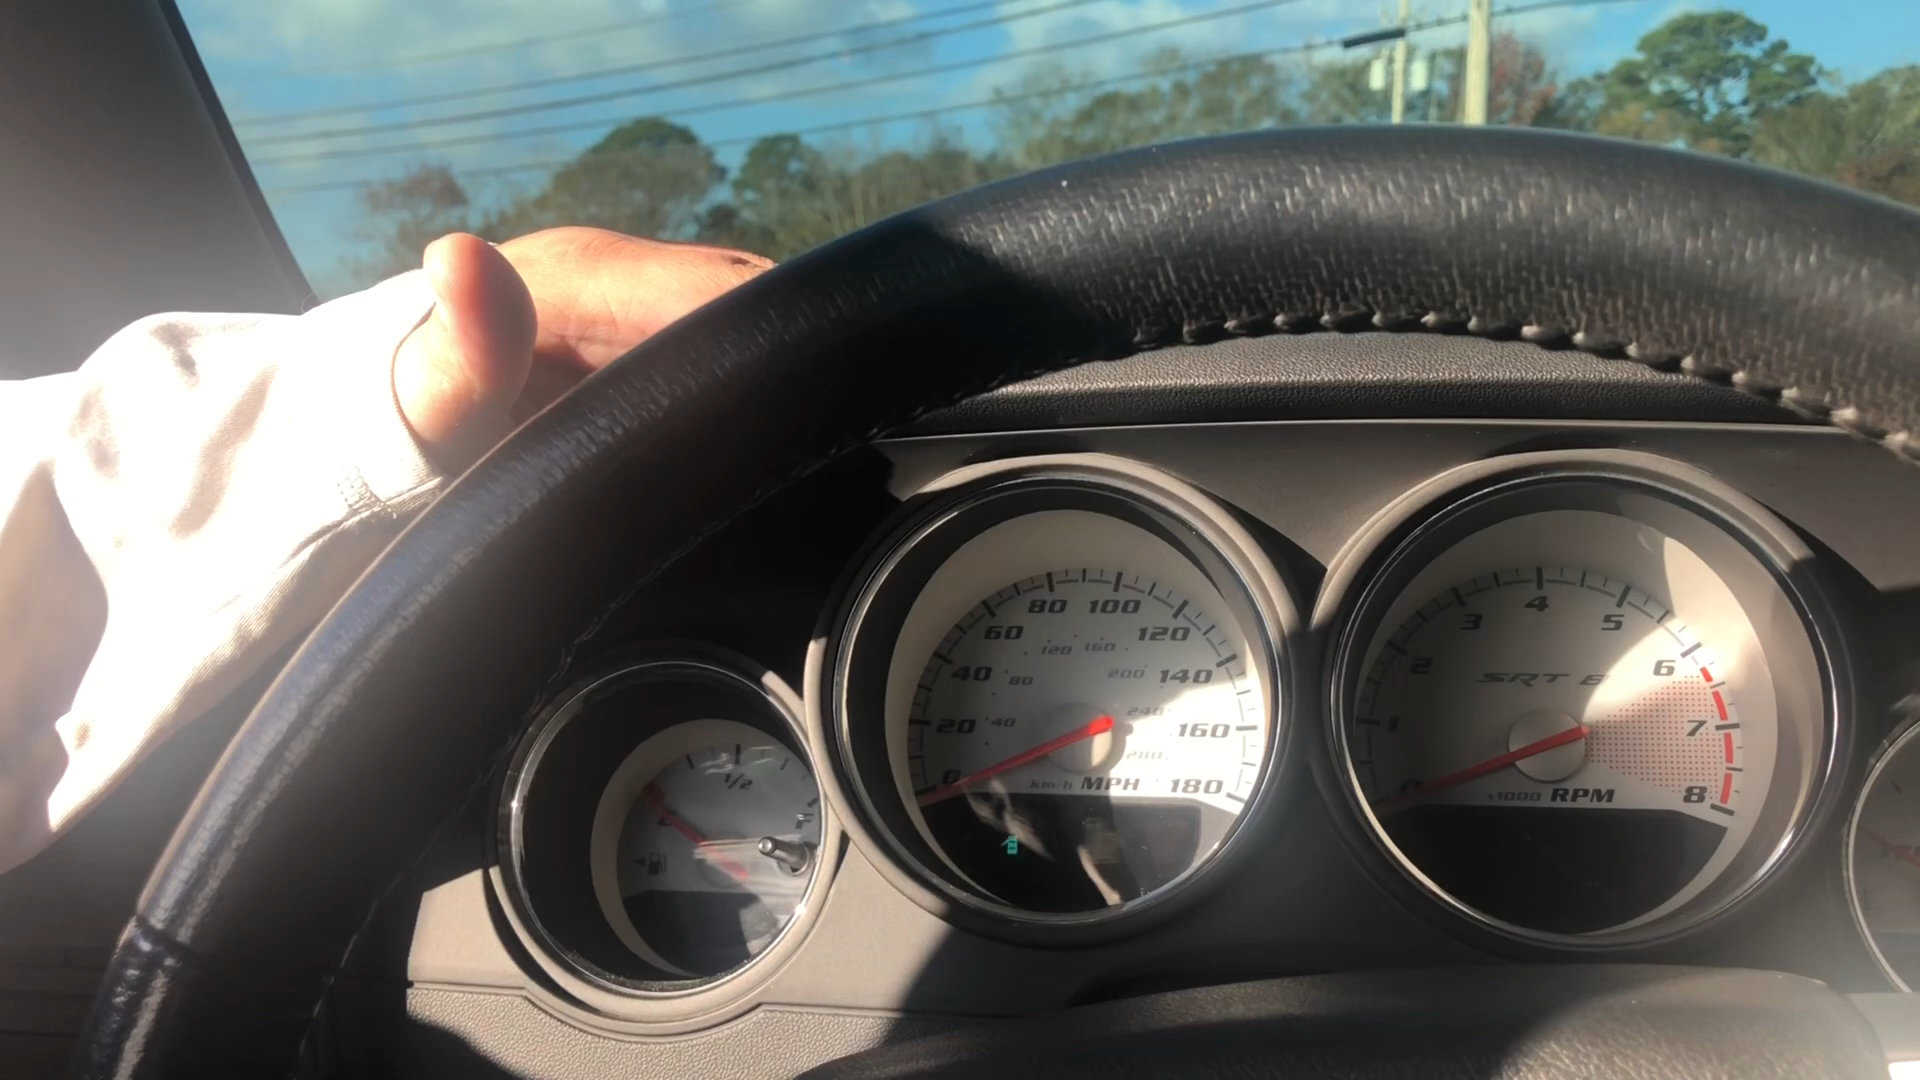 1/2
80 100
60 120
120 160
40 80 200 140
20 40 240 160
280
0 km/h MPH 180
4
3 5
2 6
SRT 8
1 7
0 x1000 RPM 8